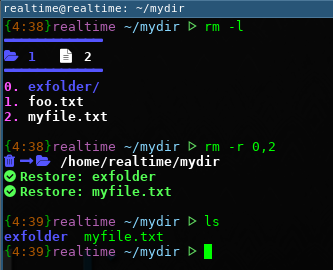 realtime@realtime: ~/mydir
{4:38}realtime ~/mydir ▷ rm -l
1 2
0. exfolder/
1. foo.txt
2. myfile.txt
{4:38}realtime ~/mydir ▷ rm -r 0,2
/home/realtime/mydir
Restore: exfolder
Restore: myfile.txt
{4:39}realtime ~/mydir ▷ ls
exfolder myfile.txt
{4:39}realtime ~/mydir ▷